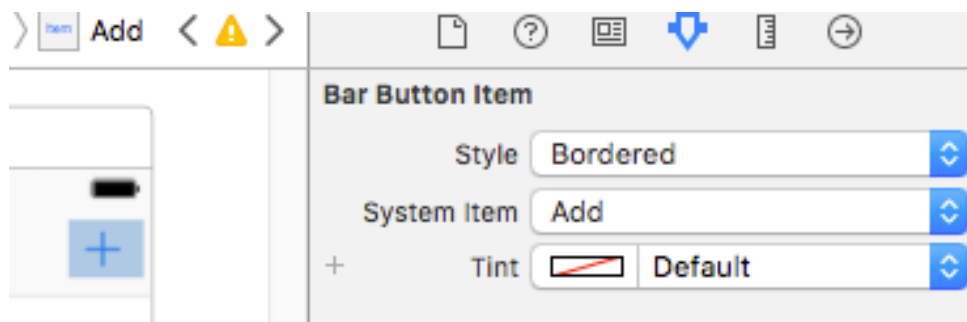 Item Add
Bar Button Item
Style Bordered
System Item Add
Tint Default